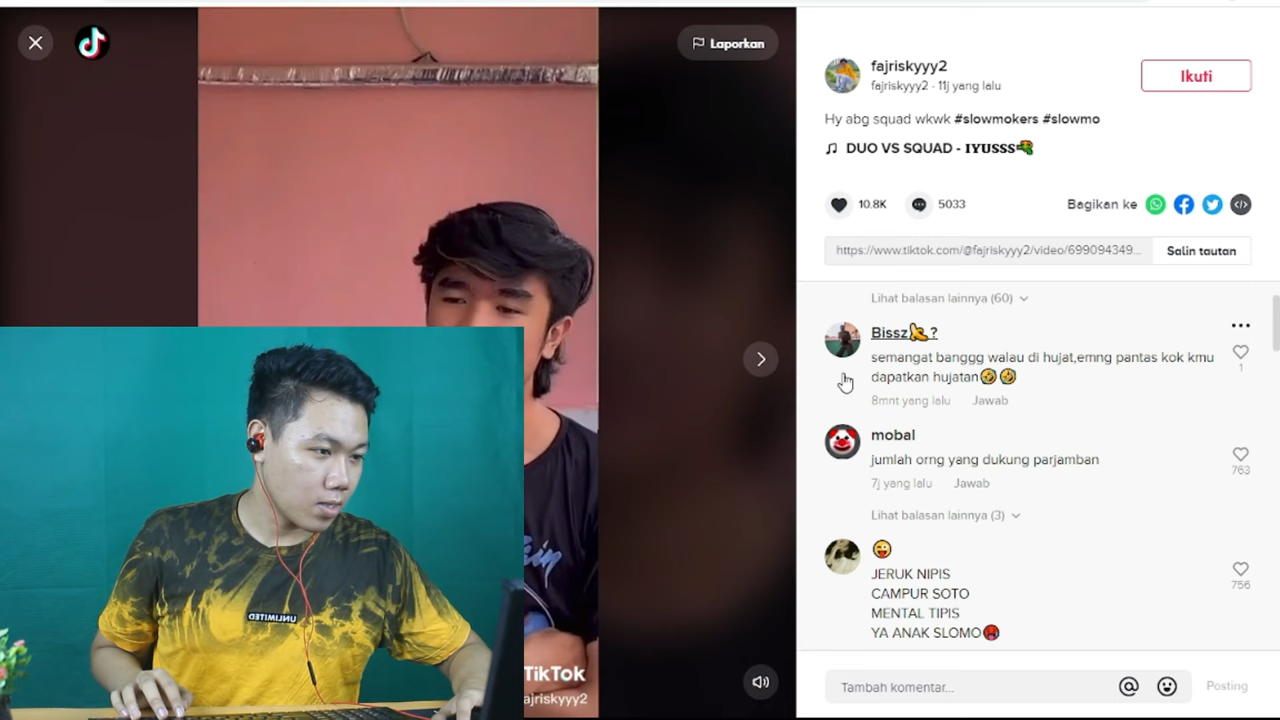 Laporkan
fajriskyyy2
fajriskyyy2 · 11j yang lalu
Ikuti
Hy abg squad wkwk #slowmokers #slowmo
DUO VS SQUAD - IYUSSS
10.8K
5033
Bagikan ke
https://www.tiktok.com/@fajriskyyy2/video/699094349...
Salin tautan
Lihat balasan lainnya (60)
Bissz🙏?
semangat banggg walau di hujat,emng pantas kok kmu
dapatkan hujatan🤣🤣
1
8mnt yang lalu
Jawab
mobal
jumlah orng yang dukung parjamban
763
7j yang lalu
Jawab
Lihat balasan lainnya (3)
😜
JERUK NIPIS
CAMPUR SOTO
MENTAL TIPIS
YA ANAK SLOMO
756
UNLIMITED
TikTok
ajriskyyy2
Tambah komentar...
Posting